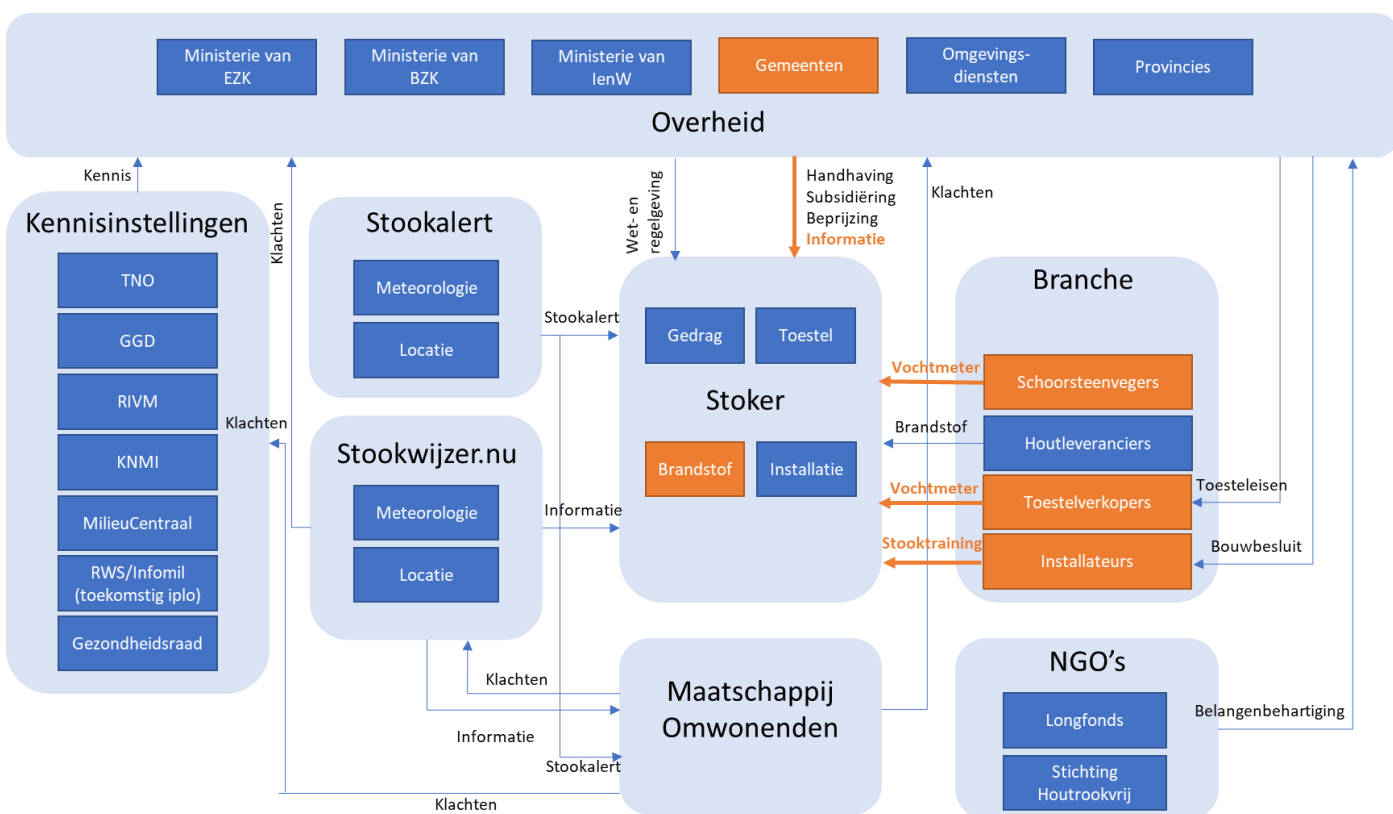 Ministerie van
EZK
Ministerie van
BZK
Ministerie van
IenW
Gemeenten
Omgevings-
diensten
Provincies
Overheid
Kennis
Klachten
Wet- en
regelgeving
Handhaving
Subsidiëring
Beprijzing
Informatie
Klachten
Kennisinstellingen
TNO
GGD
RIVM
KNMI
MilieuCentraal
RWS/Infomil
(toekomstig iplo)
Gezondheidsraad
Stookalert
Meteorologie
Locatie
Stookalert
Klachten
Stookwijzer.nu
Meteorologie
Locatie
Informatie
Gedrag
Toestel
Stoker
Brandstof
Installatie
Vochtmeter
Brandstof
Vochtmeter
Stooktraining
Branche
Schoorsteenvegers
Houtleveranciers
Toestelverkopers
Installateurs
Toesteleisen
Bouwbesluit
Klachten
Informatie
Stookalert
Klachten
Maatschappij
Omwonenden
NGO's
Longfonds
Stichting
Houtrookvrij
Belangenbehartiging